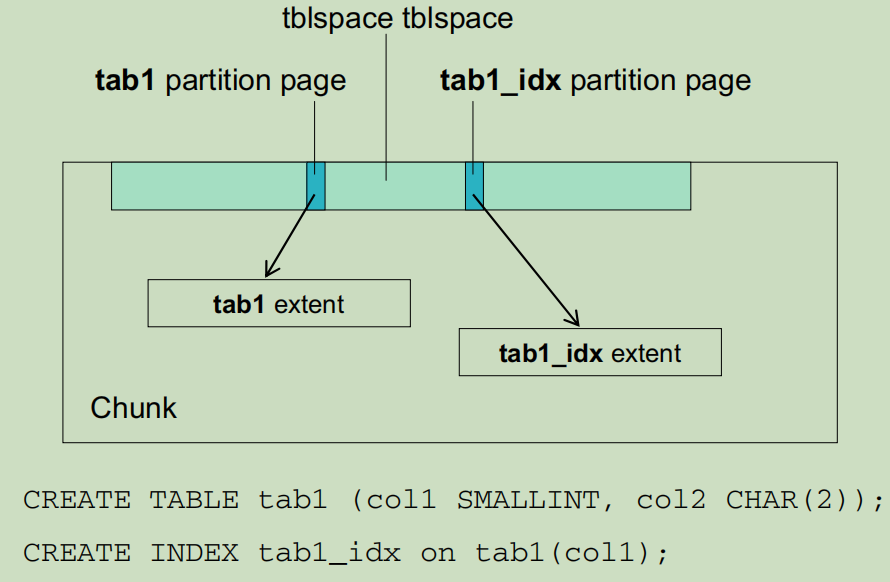 tblspace tblspace
tab1 partition page
tab1_idx partition page
tab1 extent
tab1_idx extent
Chunk
CREATE TABLE tab1 (col1 SMALLINT, col2 CHAR(2));
CREATE INDEX tab1_idx on tab1(col1);